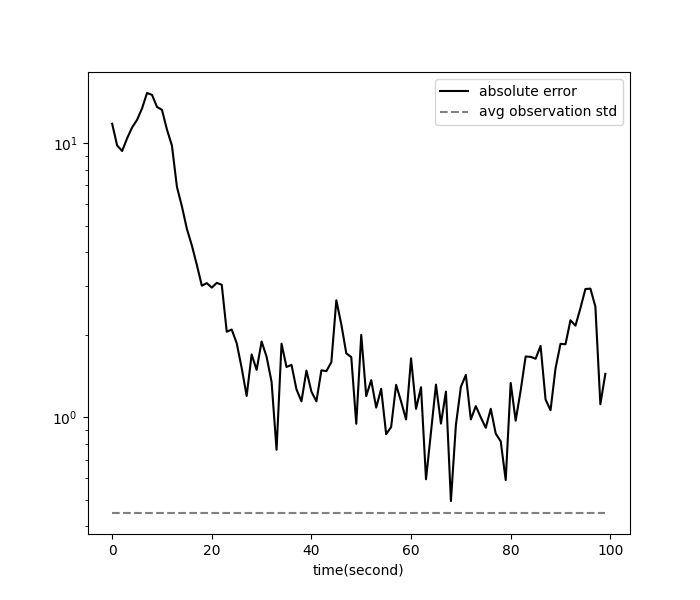 absolute error
avg observation std
10¹
10⁰
0 20 40 60 80 100
time(second)